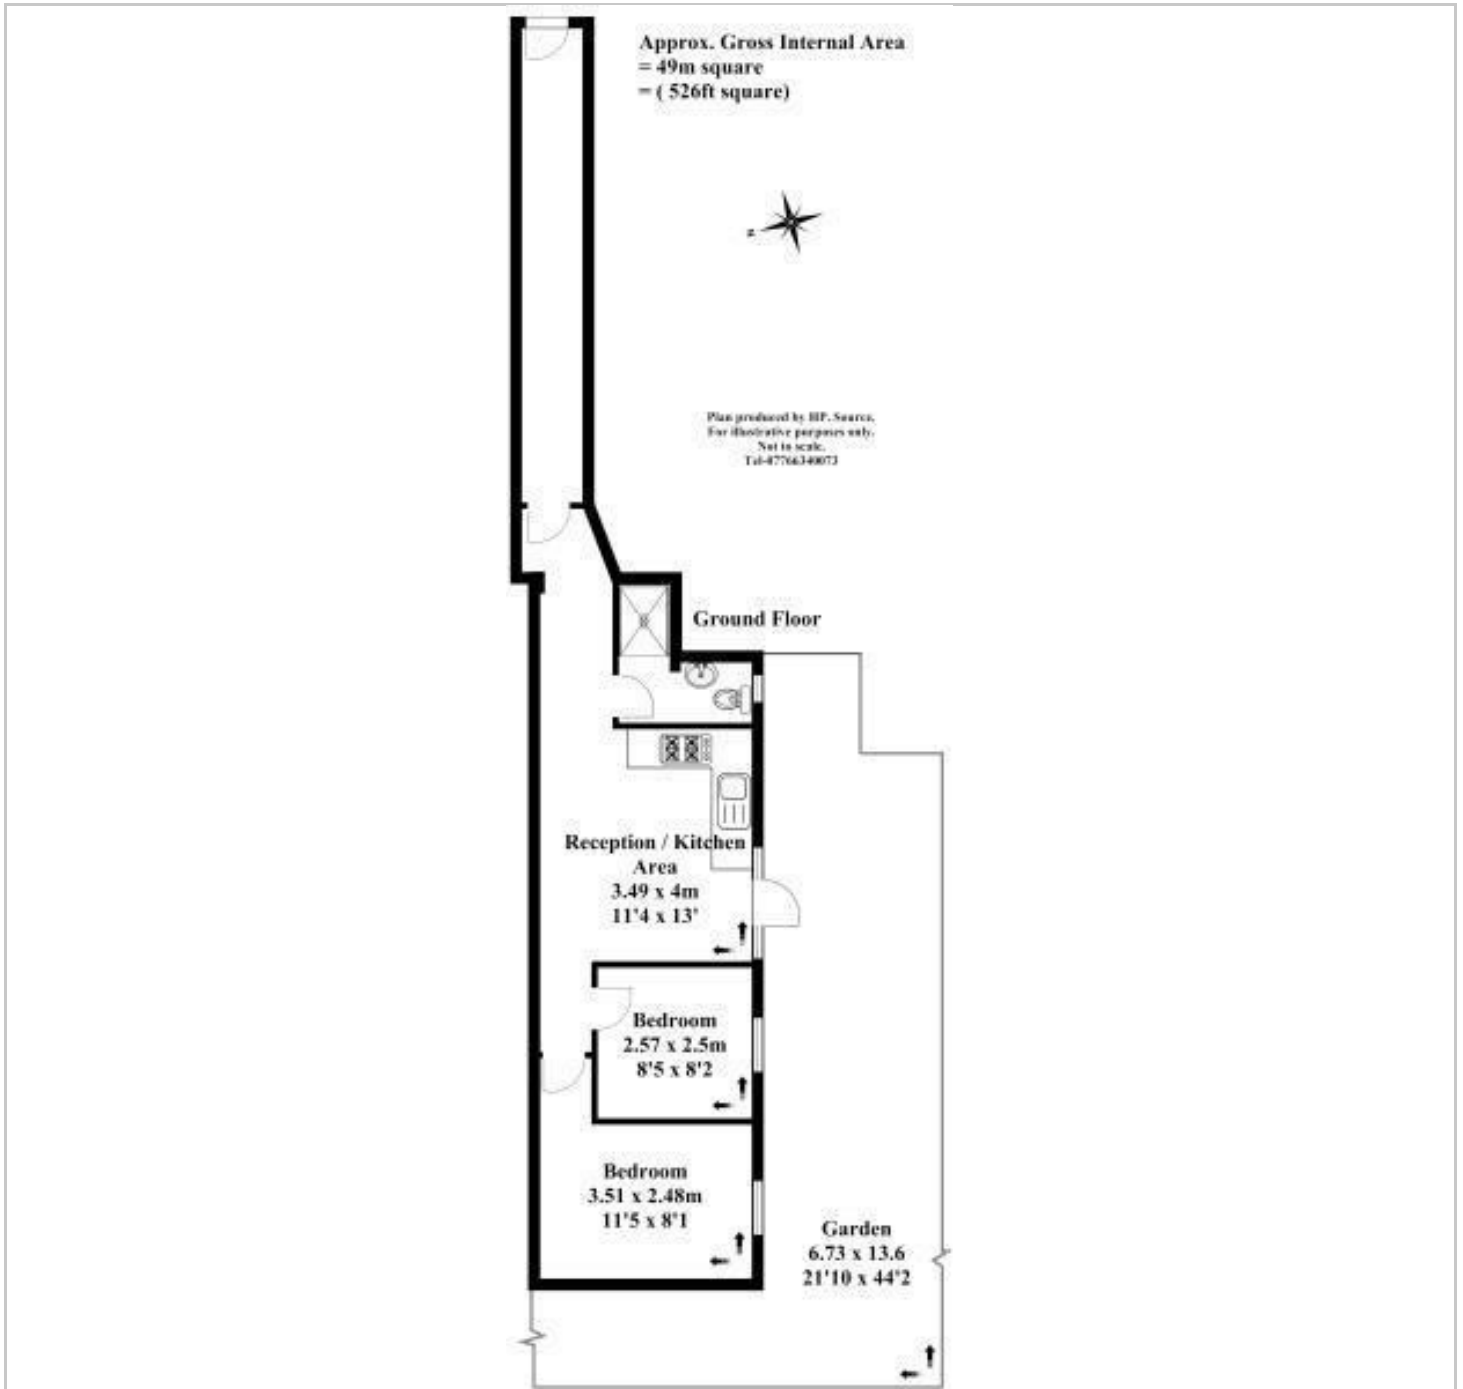 Approx. Gross Internal Area
= 49m square
= ( 526ft square)
Plan produced by HP. Source.
For illustrative purposes only.
Not to scale.
Tel-07766340073
Ground Floor
Reception / Kitchen
Area
3.49 x 4m
11'4 x 13'
Bedroom
2.57 x 2.5m
8'5 x 8'2
Bedroom
3.51 x 2.48m
11'5 x 8'1
Garden
6.73 x 13.6
21'10 x 44'2